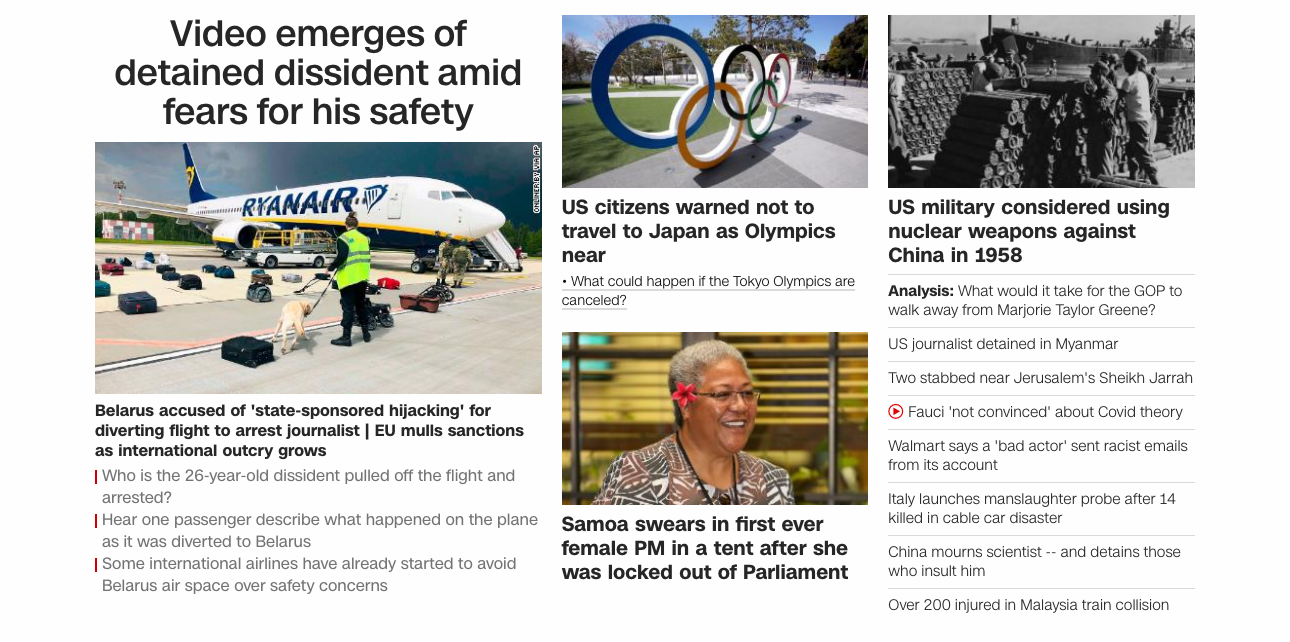 Video emerges of
detained dissident amid
fears for his safety
RYANAIR
ONLINER.BY VIA AP
Belarus accused of 'state-sponsored hijacking' for
diverting flight to arrest journalist | EU mulls sanctions
as international outcry grows
Who is the 26-year-old dissident pulled off the flight and
arrested?
Hear one passenger describe what happened on the plane
as it was diverted to Belarus
Some international airlines have already started to avoid
Belarus air space over safety concerns
US citizens warned not to
travel to Japan as Olympics
near
• What could happen if the Tokyo Olympics are
canceled?
Samoa swears in first ever
female PM in a tent after she
was locked out of Parliament
US military considered using
nuclear weapons against
China in 1958
Analysis: What would it take for the GOP to
walk away from Marjorie Taylor Greene?
US journalist detained in Myanmar
Two stabbed near Jerusalem's Sheikh Jarrah
Fauci 'not convinced' about Covid theory
Walmart says a 'bad actor' sent racist emails
from its account
Italy launches manslaughter probe after 14
killed in cable car disaster
China mourns scientist -- and detains those
who insult him
Over 200 injured in Malaysia train collision